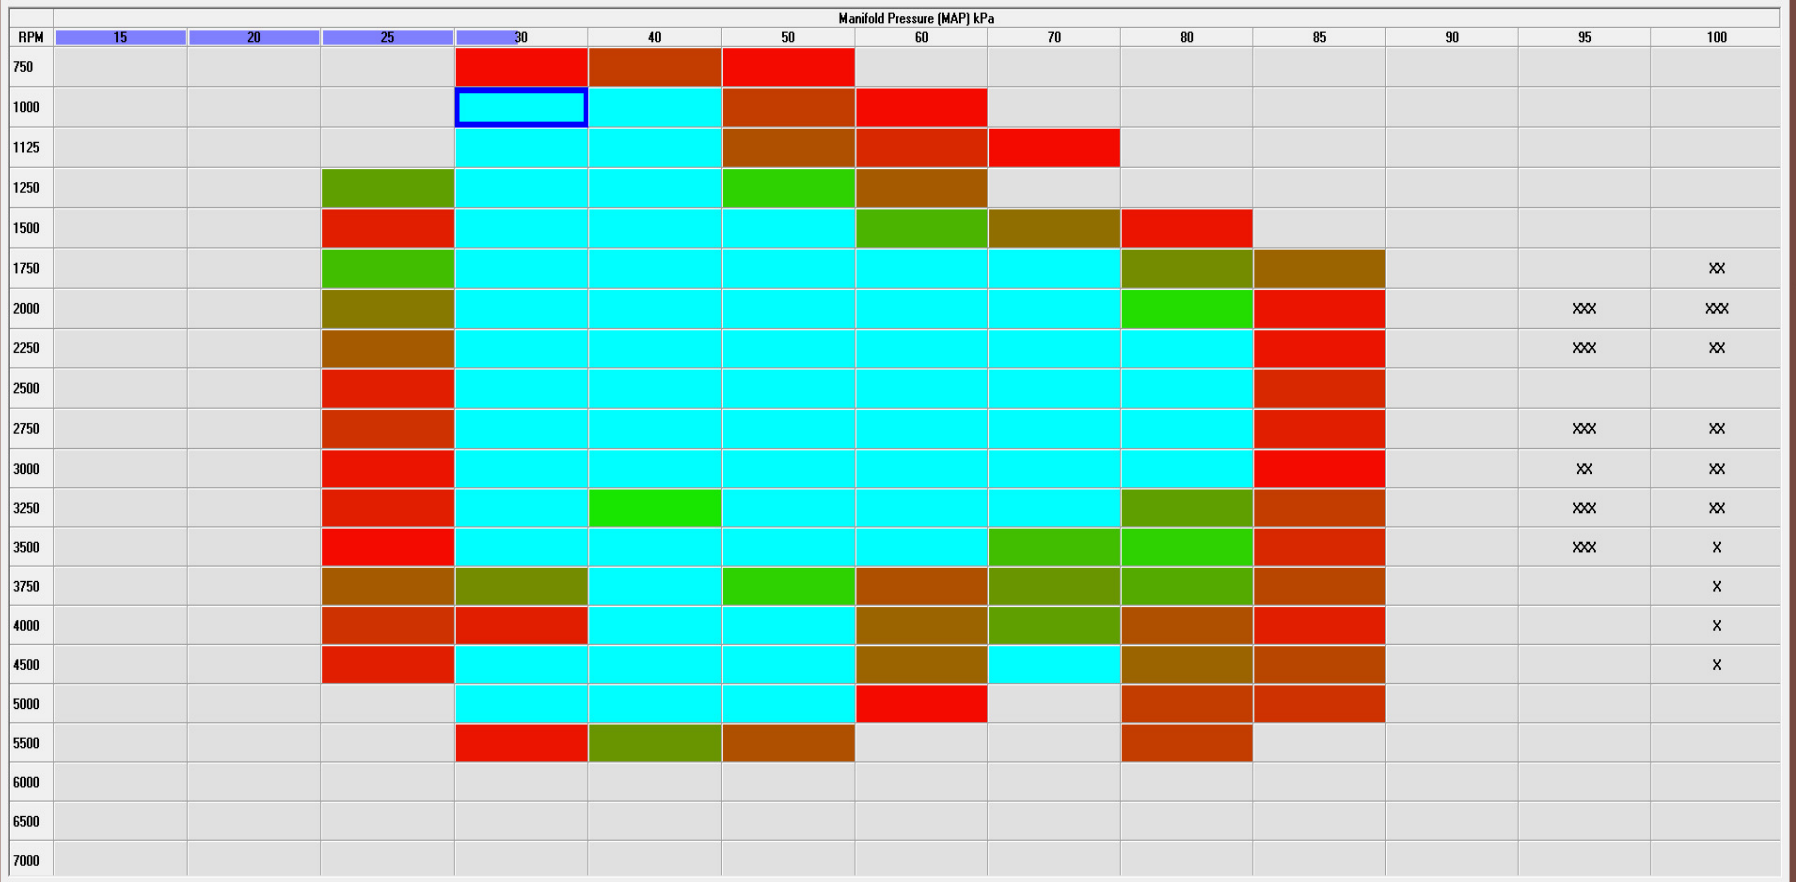 Manifold Pressure (MAP) kPa
RPM 15 20 25 30 40 50 60 70 80 85 90 95 100
750
1000
1125
1250
1500
1750 XX
2000 XXX XXX
2250 XXX XX
2500
2750 XXX XX
3000 XX XX
3250 XXX XX
3500 XXX X
3750 X
4000 X
4500 X
5000
5500
6000
6500
7000